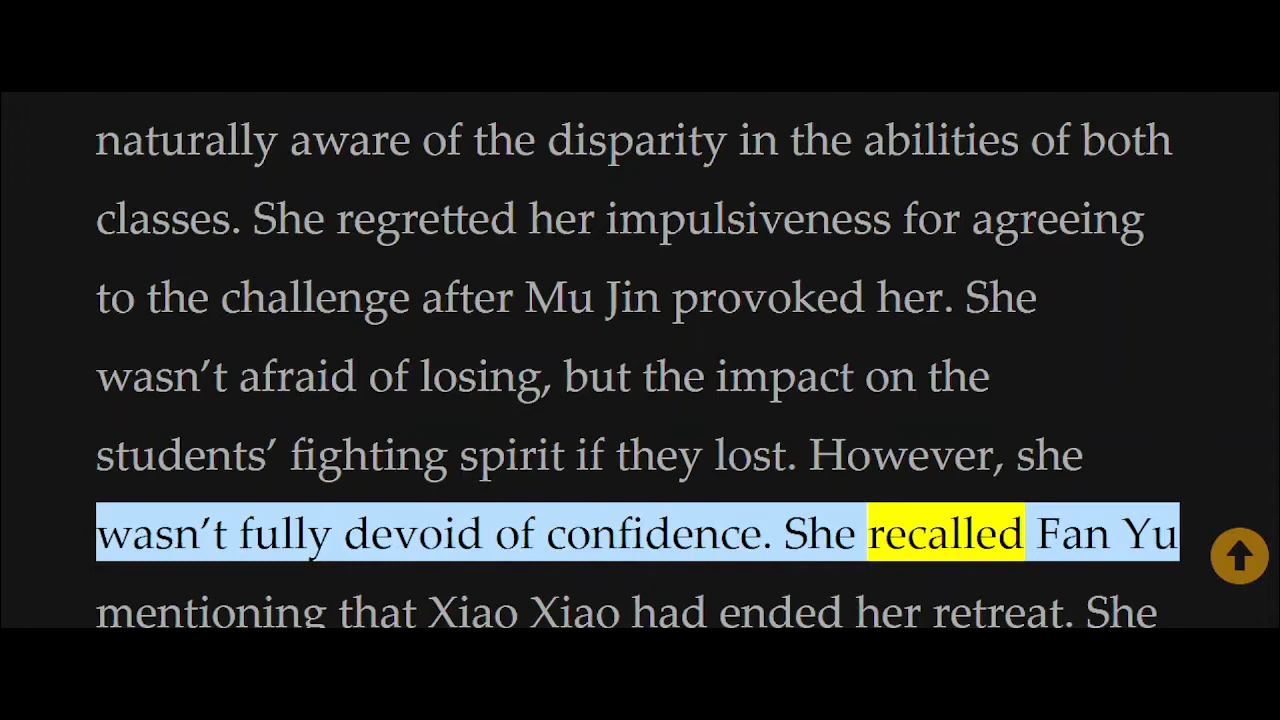 naturally aware of the disparity in the abilities of both
classes. She regretted her impulsiveness for agreeing
to the challenge after Mu Jin provoked her. She
wasn’t afraid of losing, but the impact on the
students’ fighting spirit if they lost. However, she
wasn’t fully devoid of confidence. She recalled Fan Yu
mentioning that Xiao Xiao had ended her retreat. She